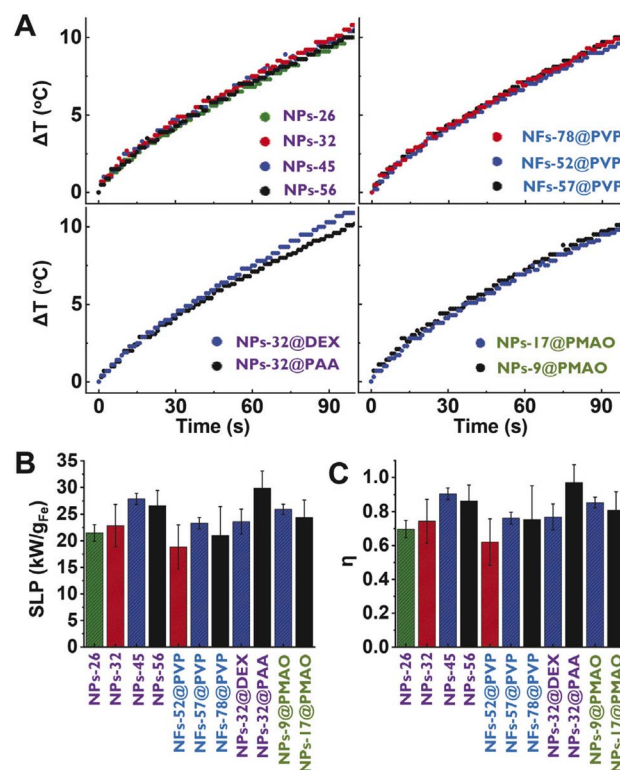 A
ΔT (°C)
10
5
0
NPs-26
NPs-32
NPs-45
NPs-56
NFs-78@PVP
NFs-52@PVP
NFs-57@PVP
ΔT (°C)
10
5
0
NPs-32@DEX
NPs-32@PAA
NPs-17@PMAO
NPs-9@PMAO
0 30 60 90
0 30 60 90
Time (s)
Time (s)
B
SLP (kW/gFe)
35
30
25
20
15
10
5
0
NPs-26
NPs-32
NPs-45
NPs-56
NFs-52@PVP
NFs-57@PVP
NFs-78@PVP
NPs-32@DEX
NPs-32@PAA
NPs-9@PMAO
NPs-17@PMAO
C
η
1.0
0.8
0.6
0.4
0.2
0.0
NPs-26
NPs-32
NPs-45
NPs-56
NFs-52@PVP
NFs-57@PVP
NFs-78@PVP
NPs-32@DEX
NPs-32@PAA
NPs-9@PMAO
NPs-17@PMAO